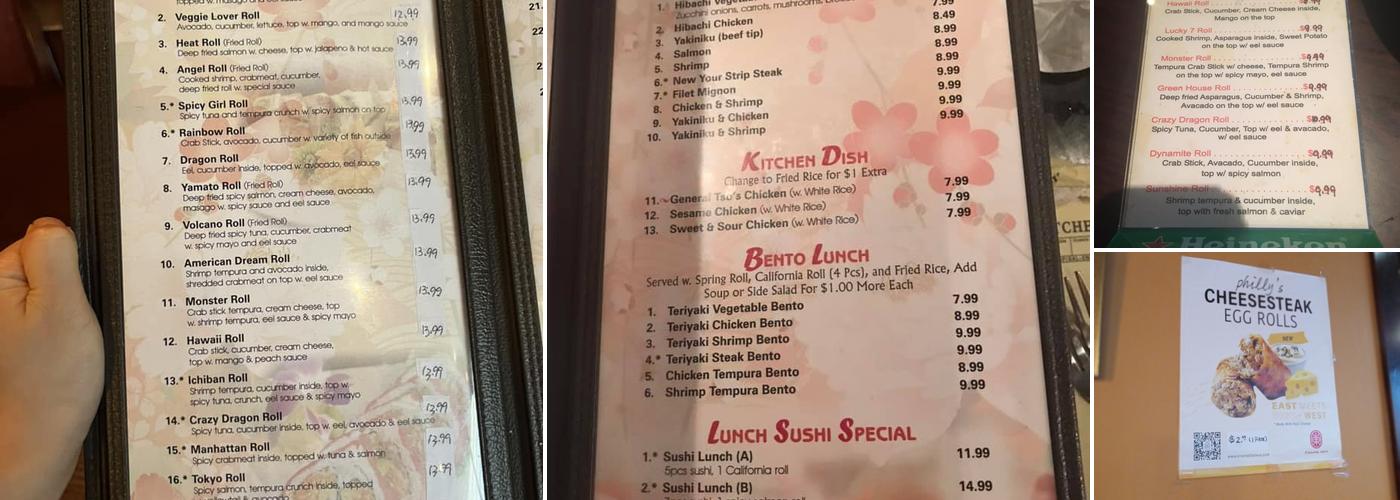 2. Veggie Lover Roll 12.99
Avocado, cucumber, lettuce, top w. mango, and mango sauce
3. Heat Roll (Fried Roll) 13.99
Deep fried salmon w. cheese, top w. jalapeño & hot sauce
4. Angel Roll (Fried Roll) 13.99
Cooked shrimp, crabmeat, cucumber,
deep fried roll w. special sauce
5.* Spicy Girl Roll 13.99
Spicy tuna and tempura crunch w/ spicy salmon on top
6.* Rainbow Roll 13.99
Crab Stick, avocado, cucumber w. variety of fish outside
7. Dragon Roll 13.99
Eel, cucumber inside, topped w. avocado, eel sauce
8. Yamato Roll (Fried Roll) 13.99
Deep fried spicy salmon, cream cheese, avocado,
masago w. spicy sauce and eel sauce
9. Volcano Roll (Fried Roll) 13.99
Deep fried spicy tuna, cucumber, crabmeat
w. spicy mayo and eel sauce
10. American Dream Roll 13.99
Shrimp tempura and avocado inside,
shredded crabmeat on top w. eel sauce
11. Monster Roll 13.99
Crab stick tempura, cream cheese, top
w. shrimp tempura, eel sauce & spicy mayo
12. Hawaii Roll 13.99
Crab stick, cucumber, cream cheese,
top w. mango & peach sauce
13.* Ichiban Roll 13.99
Shrimp tempura, cucumber inside, top w.
spicy tuna, crunch, eel sauce & spicy mayo
14.* Crazy Dragon Roll 13.99
Spicy tuna, cucumber inside, top w. eel, avocado & eel sauce
15.* Manhattan Roll 13.99
Spicy crabmeat inside, topped w. tuna & salmon
16.* Tokyo Roll 13.99
Spicy salmon, tempura crunch inside, topped
21.
22
1. Hibachi Vegetable 7.99
Zucchini onions, carrots, mushrooms, broccoli
2. Hibachi Chicken 8.49
3. Yakiniku (beef tip) 8.99
4. Salmon 8.99
5. Shrimp 8.99
6.* New Your Strip Steak 9.99
7.* Filet Mignon 9.99
8. Chicken & Shrimp 9.99
9. Yakiniku & Chicken 9.99
10. Yakiniku & Shrimp
KITCHEN DISH
Change to Fried Rice for $1 Extra
11. General Tso's Chicken (w. White Rice) 7.99
12. Sesame Chicken (w. White Rice) 7.99
13. Sweet & Sour Chicken (w. White Rice) 7.99
BENTO LUNCH
Served w. Spring Roll, California Roll (4 Pcs), and Fried Rice, Add
Soup or Side Salad For $1.00 More Each
1. Teriyaki Vegetable Bento 7.99
2. Teriyaki Chicken Bento 8.99
3. Teriyaki Shrimp Bento 9.99
4.* Teriyaki Steak Bento 9.99
5. Chicken Tempura Bento 8.99
6. Shrimp Tempura Bento 9.99
LUNCH SUSHI SPECIAL
1.* Sushi Lunch (A) 11.99
5pcs sushi, 1 California roll
2.* Sushi Lunch (B) 14.99
Hawaii Roll
Crab Stick, Cucumber, Cream Cheese inside,
Mango on the top
Lucky 7 Roll $9.99
Cooked Shrimp, Asparagus inside, Sweet Potato
on the top w/ eel sauce
Monster Roll $9.99
Tempura Crab Stick w/ cheese, Tempura Shrimp
on the top w/ spicy mayo, eel sauce
Green House Roll $9.99
Deep fried Asparagus, Cucumber & Shrimp,
Avocado on the top w/ eel sauce
Crazy Dragon Roll $10.99
Spicy Tuna, Cucumber, Top w/ eel & avocado,
w/ eel sauce
Dynamite Roll $9.99
Crab Stick, Avacado, Cucumber inside,
top w/ spicy salmon
Sunshine Roll $9.99
Shrimp tempura & cucumber inside,
top with fresh salmon & caviar
Heineken
philly's
CHEESESTEAK
EGG ROLLS
NEW
EAST MEETS
WEST